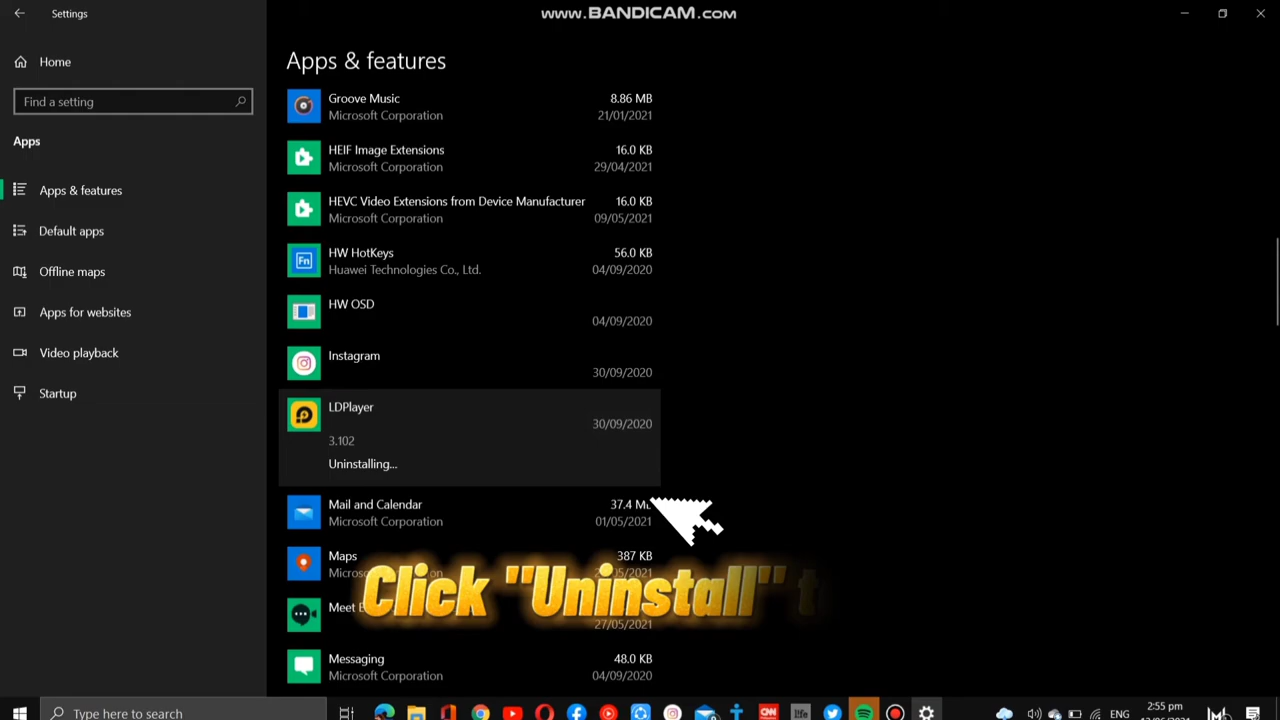 Settings
www.BANDICAM.com
Home
Find a setting
Apps
Apps & features
Default apps
Offline maps
Apps for websites
Video playback
Startup
Apps & features
Groove Music 8.86 MB
Microsoft Corporation 21/01/2021
HEIF Image Extensions 16.0 KB
Microsoft Corporation 29/04/2021
HEVC Video Extensions from Device Manufacturer 16.0 KB
Microsoft Corporation 09/05/2021
HW HotKeys 56.0 KB
Huawei Technologies Co., Ltd. 04/09/2020
HW OSD
04/09/2020
Instagram
30/09/2020
LDPlayer
30/09/2020
3.102
Uninstalling...
Mail and Calendar 37.4
Microsoft Corporation 01/05/2021
Maps 387 KB
Click "Uninstall" t
Meet
27/05/2021
Messaging 48.0 KB
Microsoft Corporation 04/09/2020
Type here to search
Fn
CNN
life
2:55 PM